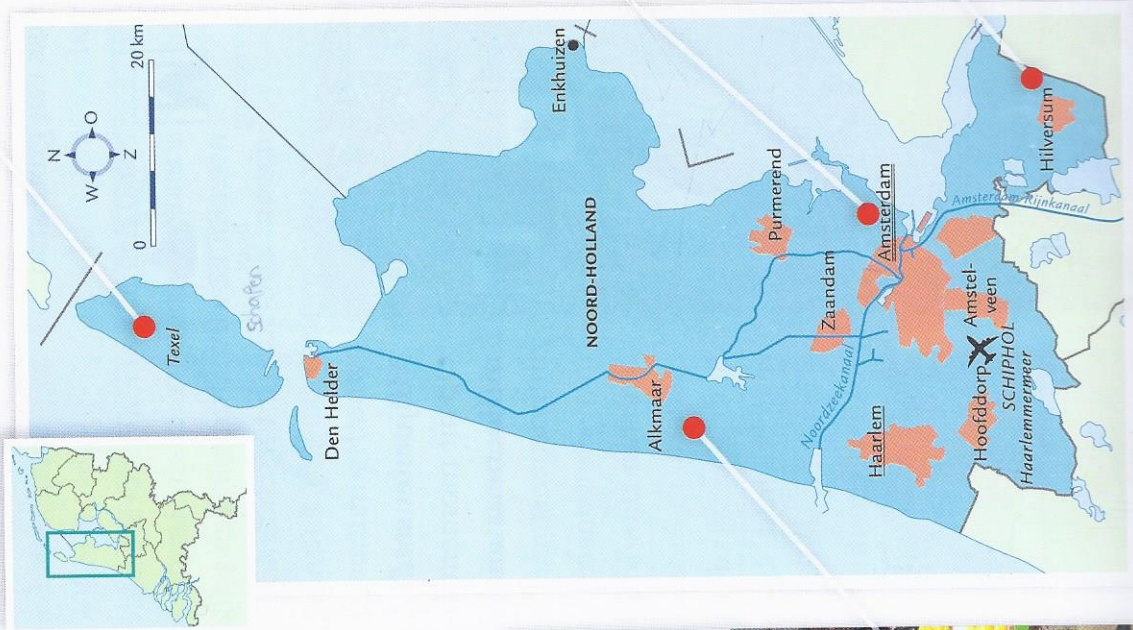 N
W O
Z
0 20 km
Texel
Schapen
Den Helder
Enkhuizen
NOORD-HOLLAND
Alkmaar
Purmerend
Zaandam
Noordzeekanaal
Amsterdam
Haarlem
Amstel-
veen
Hoofddorp
SCHIPHOL
Haarlemmermeer
Amsterdam-Rijnkanaal
Hilversum